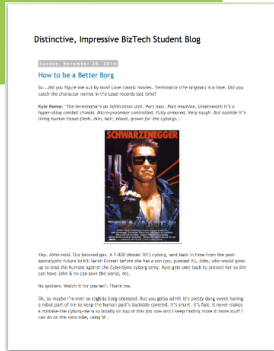 Distinctive, Impressive BizTech Student Blog
Sunday, November 30, 2014
How to be a Better Borg
So...did you figure me out by now? Love classic movies. Terminator (the original) is a fave. Did you
catch the character names in the Lead records last time?
Kyle Reese: "The terminator's an infiltration unit. Part man. Part machine. Underneath it's a
hyper-alloy combat chassis. Micro-processor controlled. Fully armored. Very tough. But outside it's
living human tissue (flesh, skin, hair, blood, grown for the cyborgs..."
SCHWARZENEGGER
Yep. Ahhh-nold. Our beloved gov. A T-800 (Model 101) cyborg, sent back in time from the post-
apocalyptic future to kill Sarah Connor before she has a son (yes, guessed it), John, who would grow
up to lead the humans against the CyberDyne cyborg army. Kyle gets sent back to protect her so she
can have John & he can save the world, etc.
No spoilers. Watch it for yourself. Thank me.
Ok, so maybe I'm ever so slightly borg obsessed. But you gotta admit it's pretty dang sweet having
a robot part of me to keep the human part's backside covered. It's smart. It's fast. It never makes
a mistake-the cyborg-me is so totally on top of this job now and I keep finding more & more stuff I
can do on the robo side, using SF.